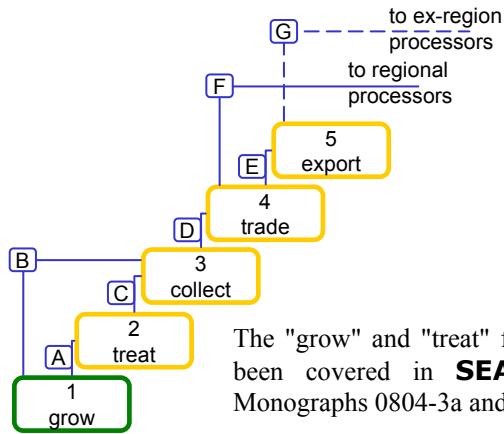 G
to ex-region
processors
F
to regional
processors
5
export
E
4
trade
D
B
3
collect
C
2
treat
A
1
grow
The "grow" and "treat"
been covered in SEA
Monographs 0804-3a and